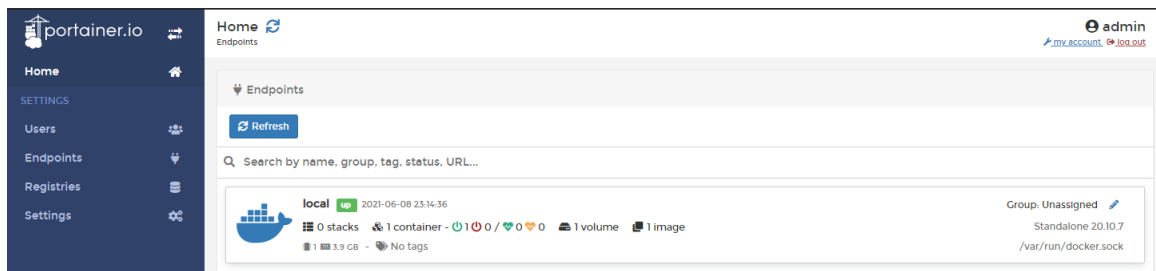 portainer.io
Home
SETTINGS
Users
Endpoints
Registries
Settings
Home
Endpoints
admin
my account log out
Endpoints
Refresh
Search by name, group, tag, status, URL...
local up 2021-06-08 23:14:36
Group: Unassigned
0 stacks 1 container - 1 0 / 0 0 1 volume 1 image
Standalone 20.10.7
1 3.9 GB - No tags
/var/run/docker.sock